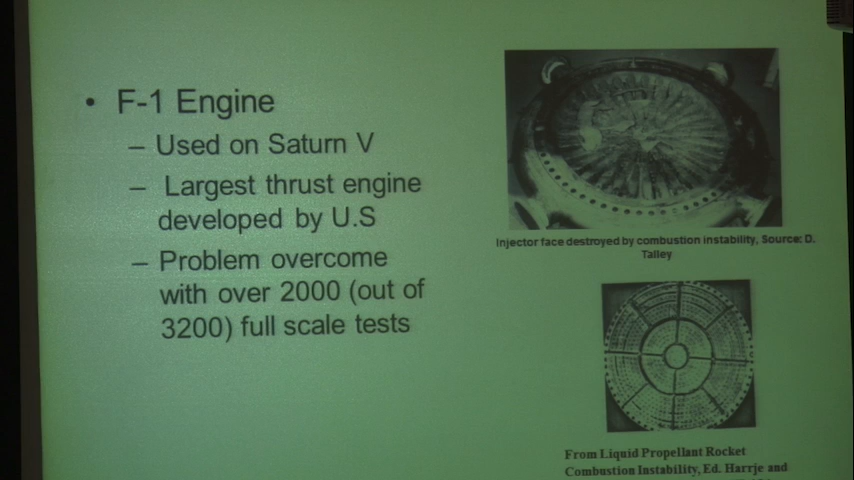 • F-1 Engine
– Used on Saturn V
– Largest thrust engine
developed by U.S
– Problem overcome
with over 2000 (out of
3200) full scale tests
Injector face destroyed by combustion instability, Source: D.
Talley
From Liquid Propellant Rocket
Combustion Instability, Ed. Harrje and